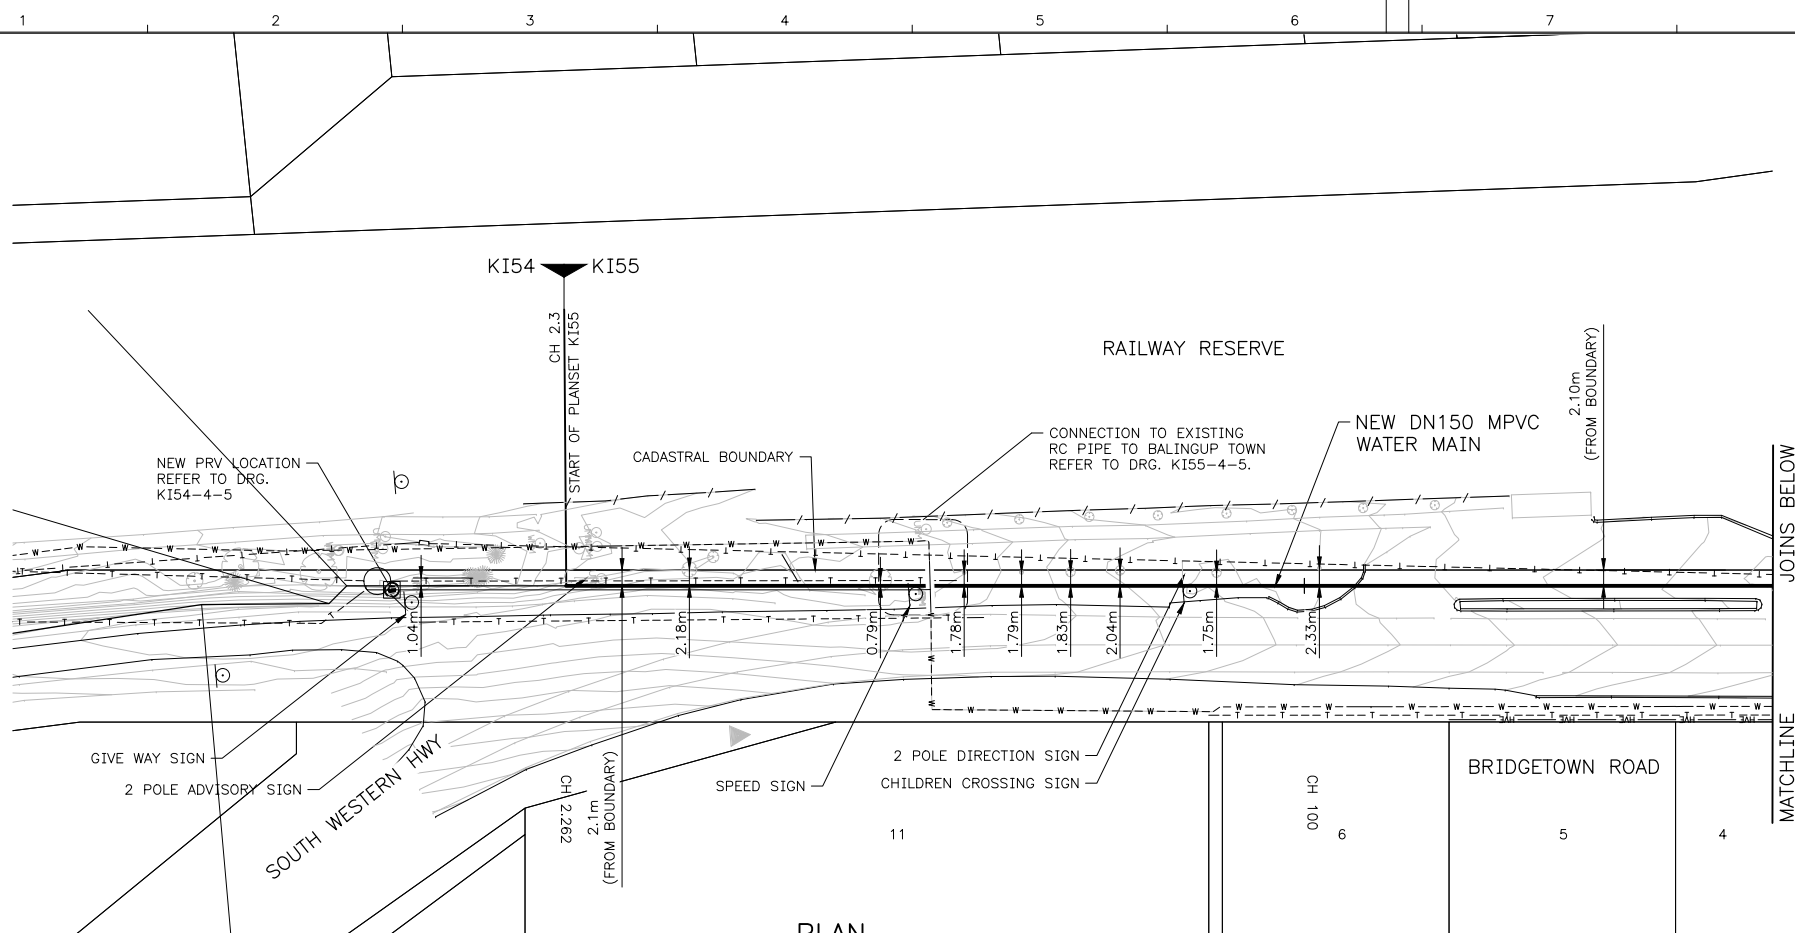 1 2 3 4 5 6 7
KI54 KI55
CH 2.3
START OF PLANSET KI55
RAILWAY RESERVE
2.10m
(FROM BOUNDARY)
NEW DN150 MPVC
WATER MAIN
CONNECTION TO EXISTING
RC PIPE TO BALINGUP TOWN
REFER TO DRG. KI55-4-5.
CADASTRAL BOUNDARY
NEW PRV LOCATION
REFER TO DRG.
KI54-4-5
JOINS BELOW
MATCHLINE
1.04m
2.18m
0.79m
1.78m
1.79m
1.83m
2.04m
1.75m
2.33m
GIVE WAY SIGN
2 POLE ADVISORY SIGN
SOUTH WESTERN HWY
CH 2.262
2.1m
(FROM BOUNDARY)
SPEED SIGN
2 POLE DIRECTION SIGN
CHILDREN CROSSING SIGN
CH 100
BRIDGETOWN ROAD
11
6
5
4
PLAN